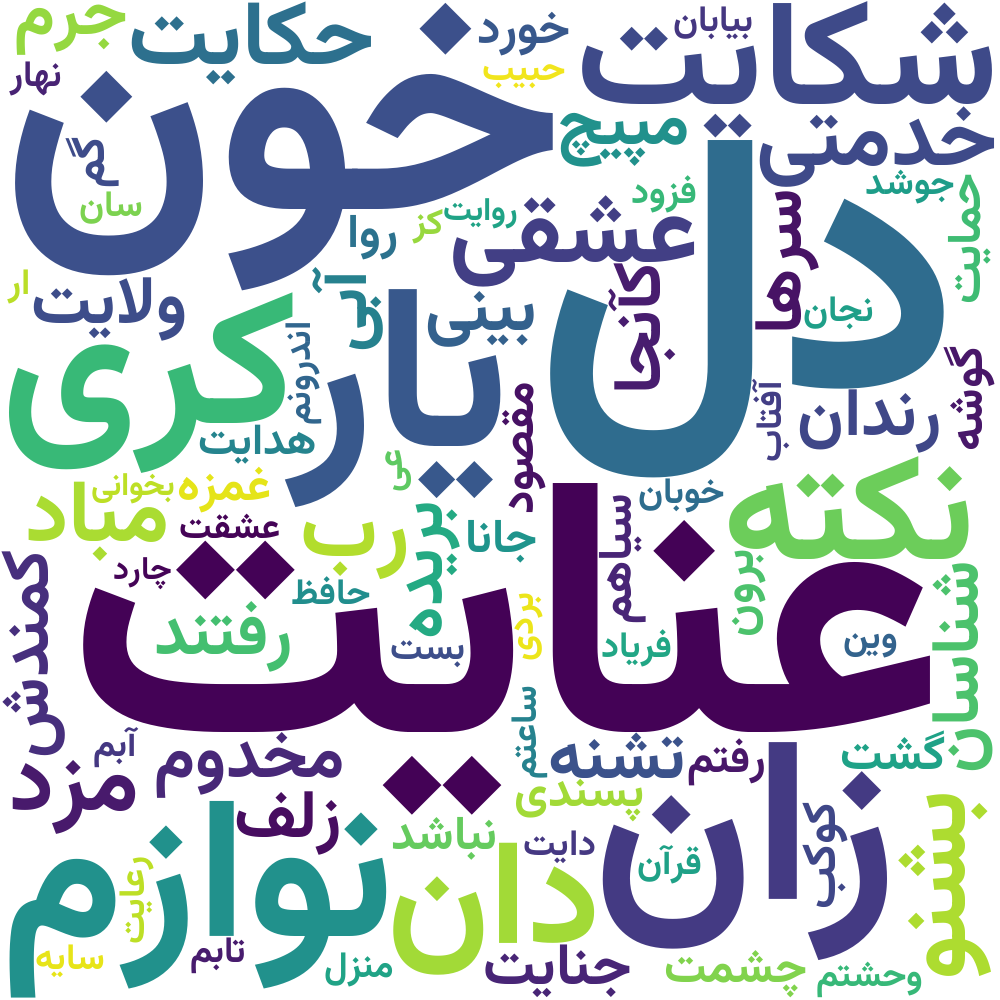 جرم
حکایت
خورد
بیابان
شکایت
نهار
خون
حبیب
مپیچ
خدمتی
گم
سان
دل
فزود
جوشد
حمایت
روایت
کز
روا
عشقی
سرها
ار
ولایت
آبی
بینی
کآنجا
نجان
کری
اندرونم
یار
گوشه
هدایت
مقصود
آفتاب
رندان
عی
بخوانی
غمزه
خوبان
نکته
مباد
عشقت
رب
بریده
جانا
سیاهم
کمندش
چارد
حافظ
برون
شناسان
رفتند
عنایت
بست
بردی
فریاد
وین
آبم
مخدوم
ساعتم
تشنه
رفتم
گشت
مزد
زلف
پسندی
زان
کوکب
بشنو
نوازم
نباشد
دایت
قرآن
رعایت
دان
سایه
تابم
منزل
جنایت
چشمت
وحشتم